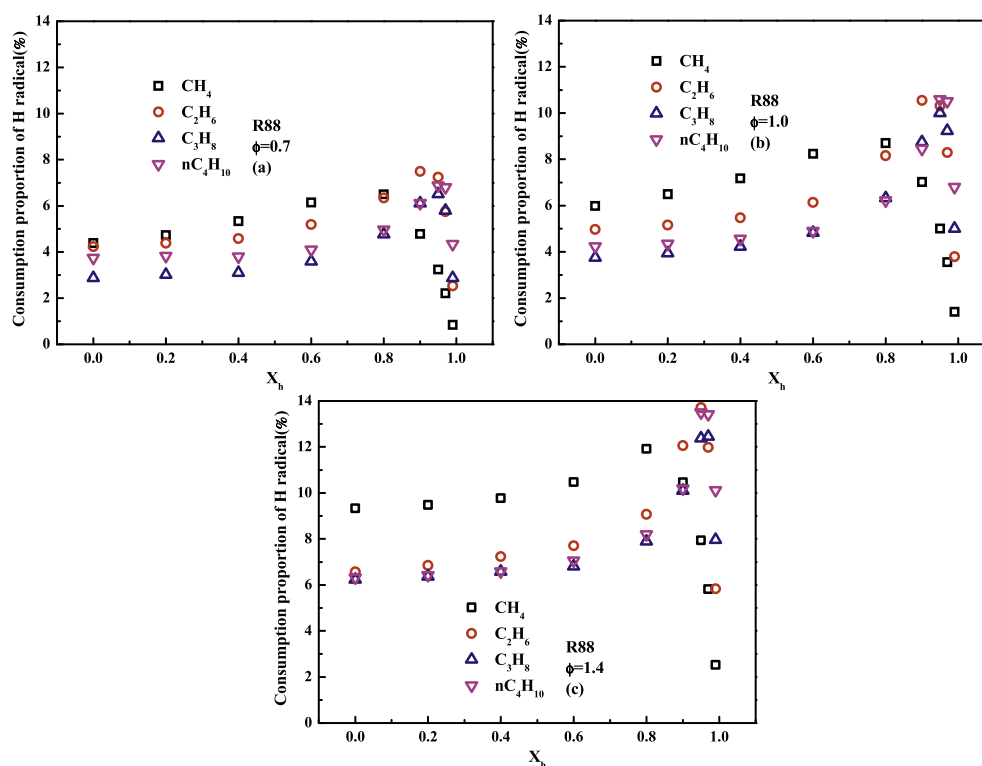 Consumption proportion of H radical(%)
14
12
10
8
6
4
2
0
CH₄
C₂H₆
C₃H₈
nC₄H₁₀
R88
ϕ=0.7
(a)
0.0 0.2 0.4 0.6 0.8 1.0
Xₕ
Consumption proportion of H radical(%)
14
12
10
8
6
4
2
0
CH₄
C₂H₆
C₃H₈
nC₄H₁₀
R88
ϕ=1.0
(b)
0.0 0.2 0.4 0.6 0.8 1.0
Xₕ
Consumption proportion of H radical(%)
14
12
10
8
6
4
2
0
CH₄
C₂H₆
C₃H₈
nC₄H₁₀
R88
ϕ=1.4
(c)
0.0 0.2 0.4 0.6 0.8 1.0
Xₕ